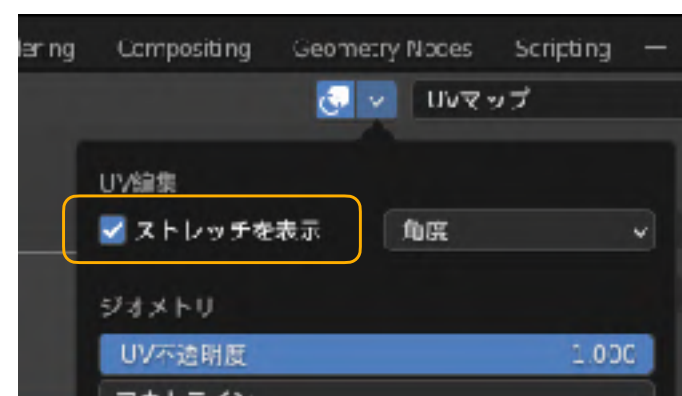 Compositing Geometry Nodes Scripting
UVマップ
UV編集
ストレッチを表示 角度
ジオメトリ
UV不透明度 1.000